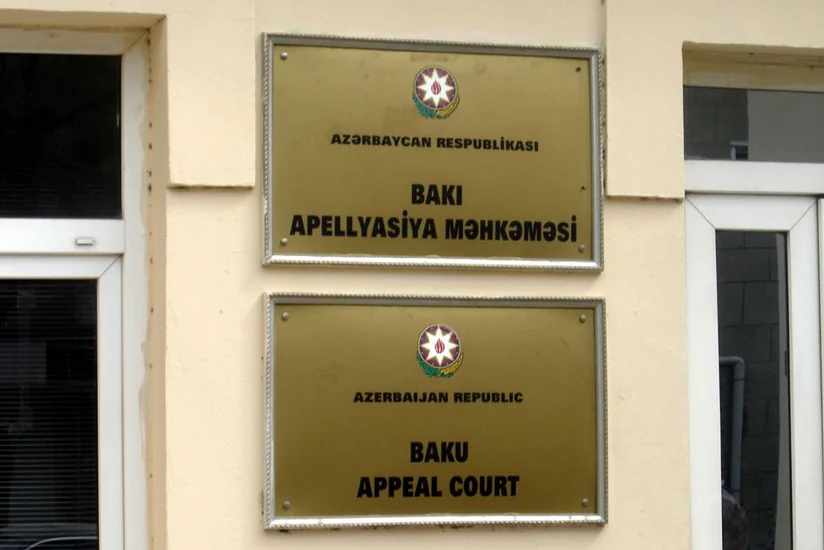 AZƏRBAYCAN RESPUBLİKASI
BAKI
APELLYASİYA MƏHKƏMƏSİ
AZERBAIJAN REPUBLIC
BAKU
APPEAL COURT